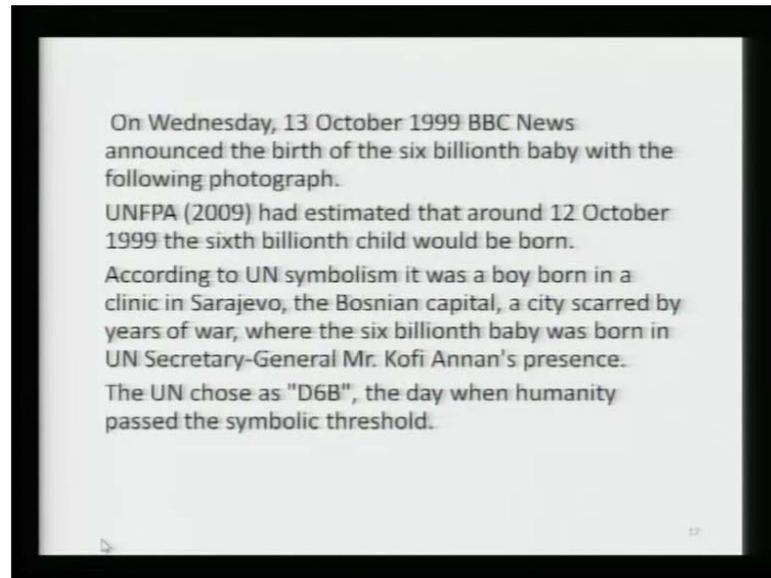 On Wednesday, 13 October 1999 BBC News
announced the birth of the six billionth baby with the
following photograph.
UNFPA (2009) had estimated that around 12 October
1999 the sixth billionth child would be born.
According to UN symbolism it was a boy born in a
clinic in Sarajevo, the Bosnian capital, a city scarred by
years of war, where the six billionth baby was born in
UN Secretary-General Mr. Kofi Annan's presence.
The UN chose as "D6B", the day when humanity
passed the symbolic threshold.
17